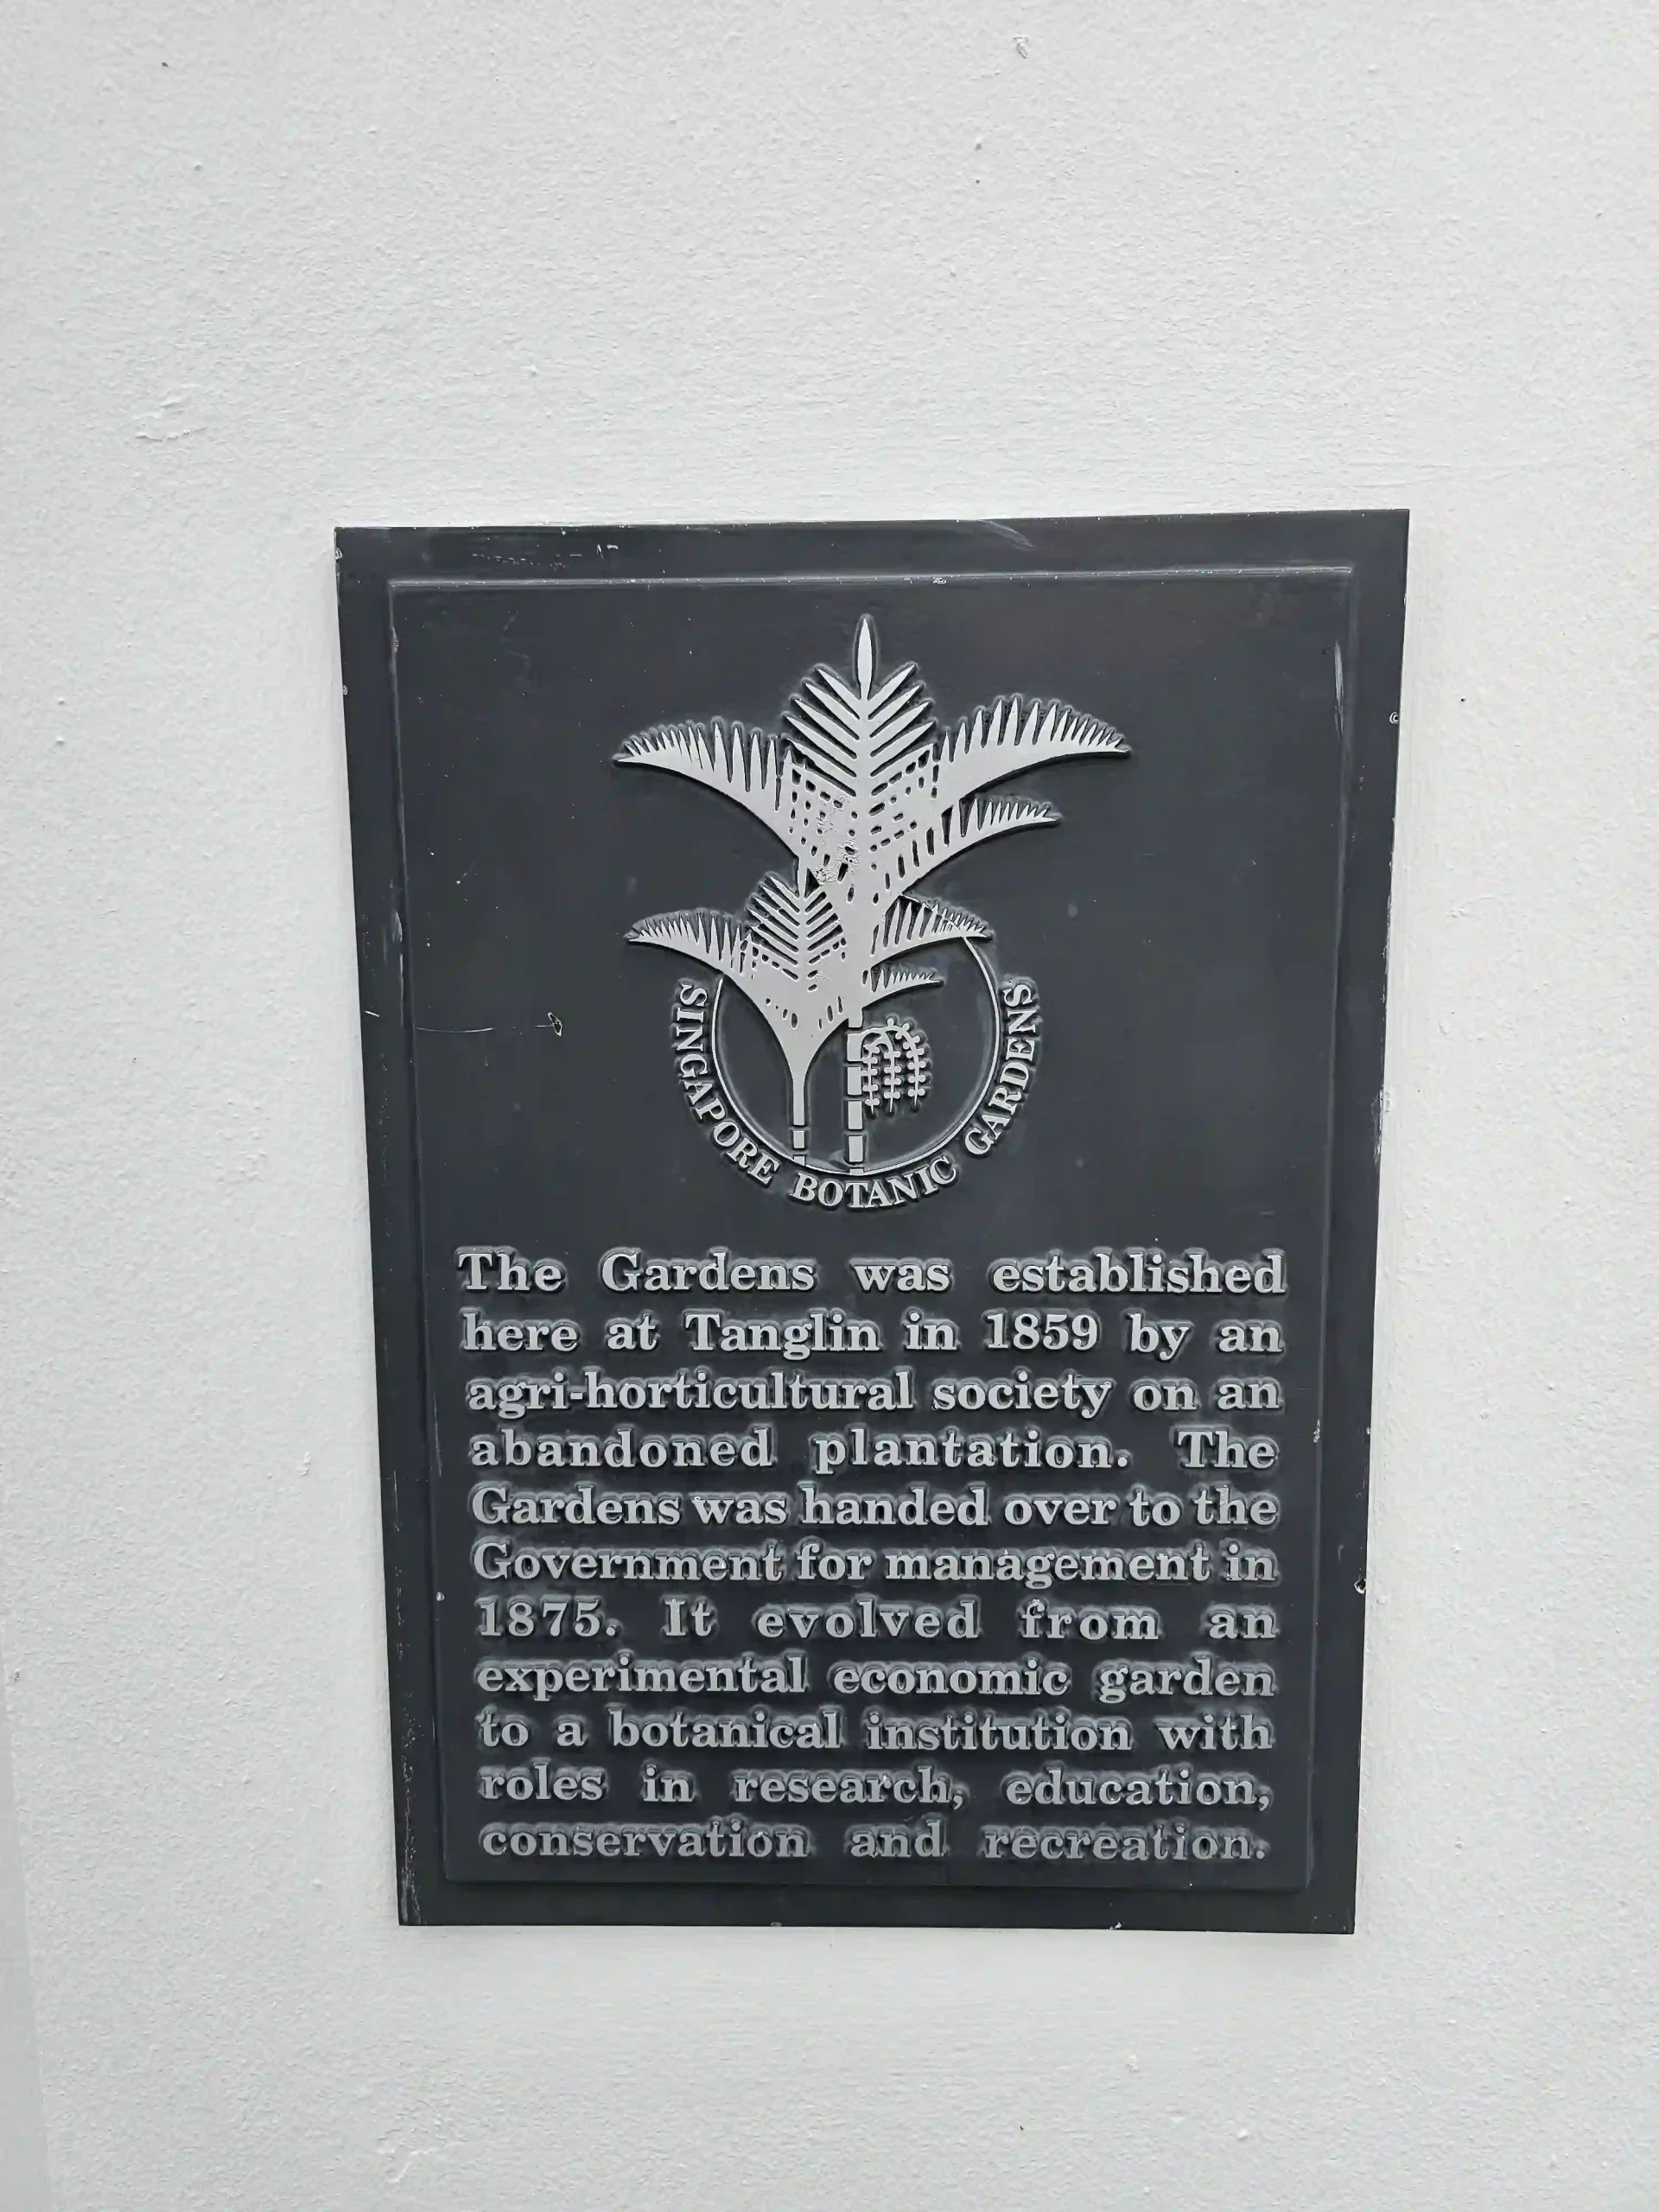 SINGAPORE BOTANIC GARDENS
The Gardens was established
here at Tanglin in 1859 by an
agri-horticultural society on an
abandoned plantation. The
Gardens was handed over to the
Government for management in
1875. It evolved from an
experimental economic garden
to a botanical institution with
roles in research, education,
conservation and recreation.